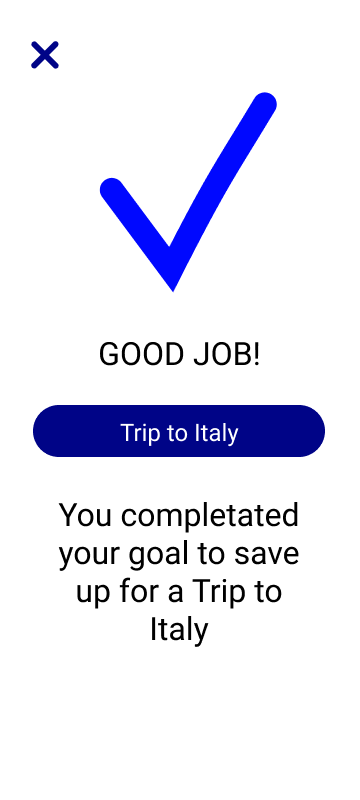 GOOD JOB!
Trip to Italy
You completated
your goal to save
up for a Trip to
Italy